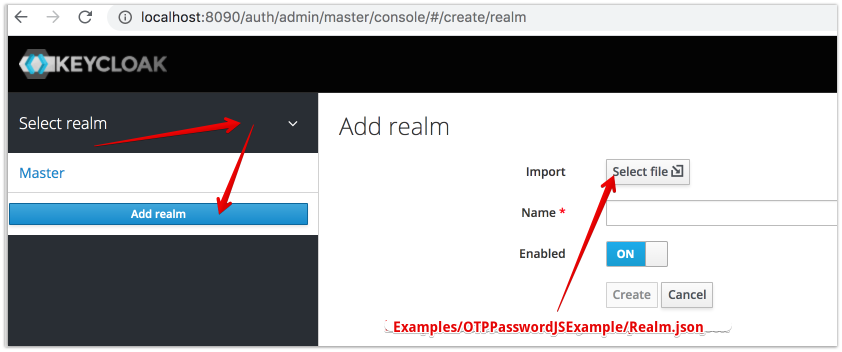 localhost:8090/auth/admin/master/console/#/create/realm
KEYCLOAK
Select realm
Master
Add realm
Add realm
Import
Select file
Name *
Enabled
ON
Create
Cancel
Examples/OTPPasswordJSExample/Realm.json